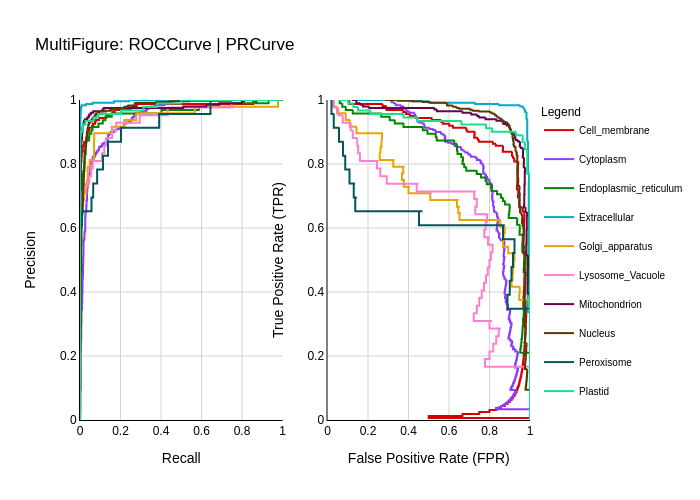 MultiFigure: ROCCurve | PRCurve
1
0.8
0.6
0.4
0.2
0
0
0.2
0.4
0.6
0.8
1
Precision
Recall
1
0.8
0.6
0.4
0.2
0
0
0.2
0.4
0.6
0.8
1
True Positive Rate (TPR)
False Positive Rate (FPR)
Legend
Cell_membrane
Cytoplasm
Endoplasmic_reticulum
Extracellular
Golgi_apparatus
Lysosome_Vacuole
Mitochondrion
Nucleus
Peroxisome
Plastid